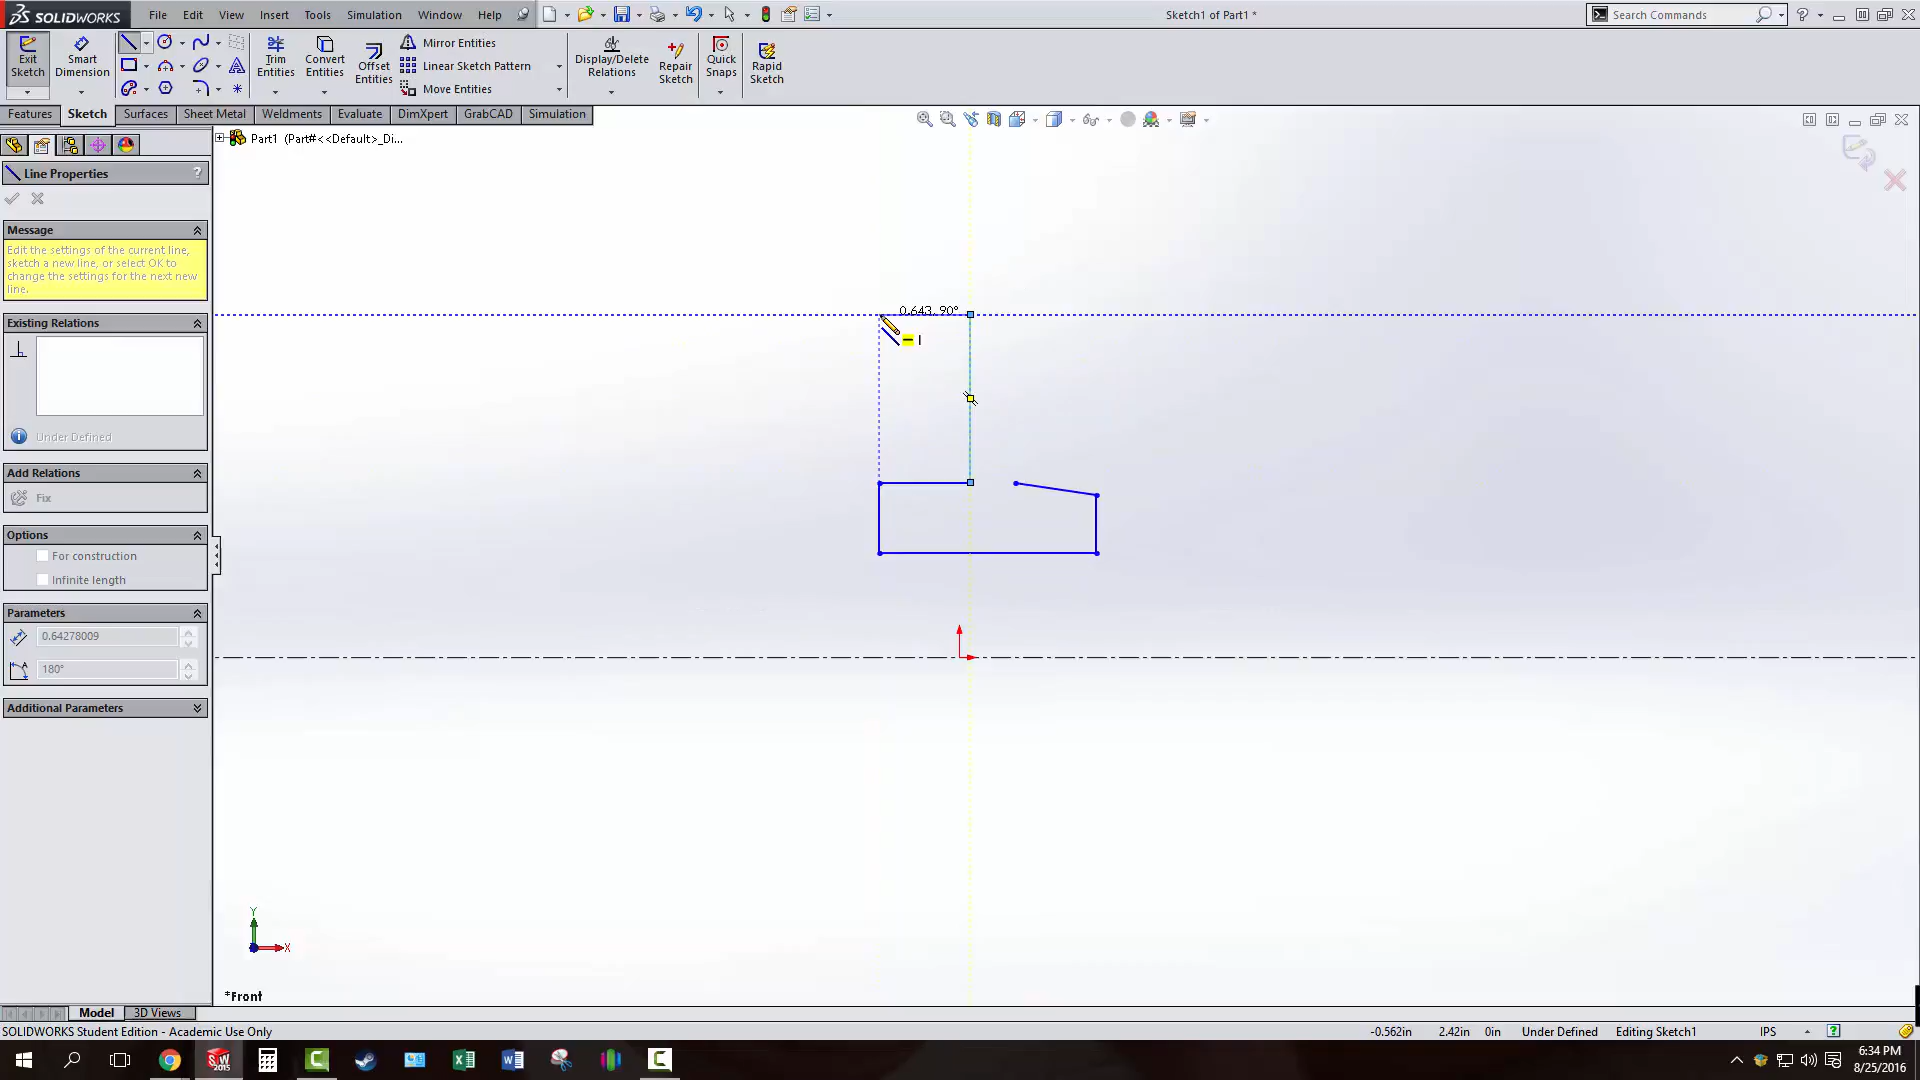 SOLIDWORKS File Edit View Insert Tools Simulation Window Help Sketch1 of Part1 * Search Commands ?
Exit Sketch
Smart Dimension
Trim Entities
Convert Entities
Offset Entities
Mirror Entities
Linear Sketch Pattern
Move Entities
Display/Delete Relations
Repair Sketch
Quick Snaps
Rapid Sketch
Features Sketch Surfaces Sheet Metal Weldments Evaluate DimXpert GrabCAD Simulation
Part1 (Part#<<Default>_Di...
Line Properties ?
Message
Edit the settings of the current line,
sketch a new line, or select OK to
change the settings for the next new
line.
Existing Relations
Under Defined
Add Relations
Fix
Options
For construction
Infinite length
Parameters
0.64278009
180°
Additional Parameters
0.643, 90°
Y
X
*Front
Model 3D Views
SOLIDWORKS Student Edition - Academic Use Only -0.562in 2.42in 0in Under Defined Editing Sketch1 IPS ?
6:34 PM
8/25/2016